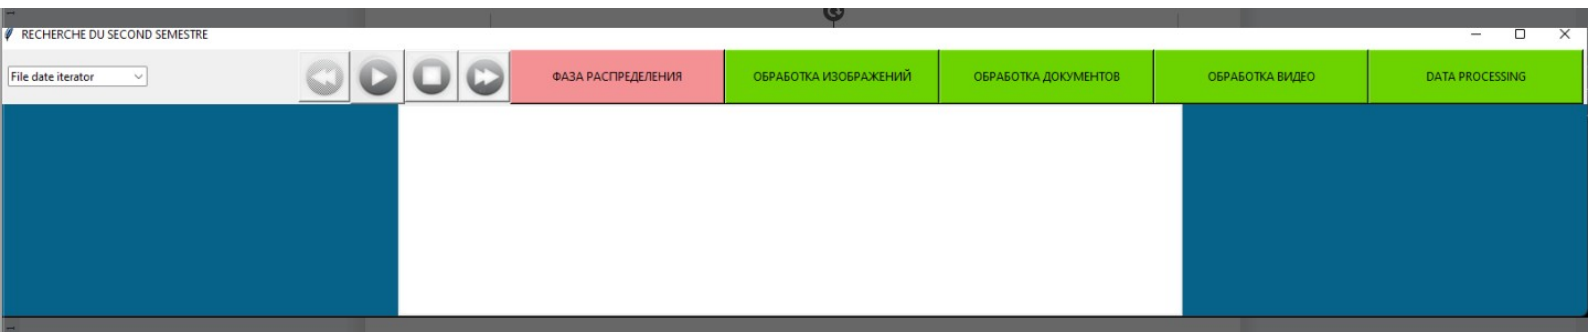 RECHERCHE DU SECOND SEMESTRE
File date iterator
ФАЗА РАСПРЕДЕЛЕНИЯ
ОБРАБОТКА ИЗОБРАЖЕНИЙ
ОБРАБОТКА ДОКУМЕНТОВ
ОБРАБОТКА ВИДЕО
DATA PROCESSING